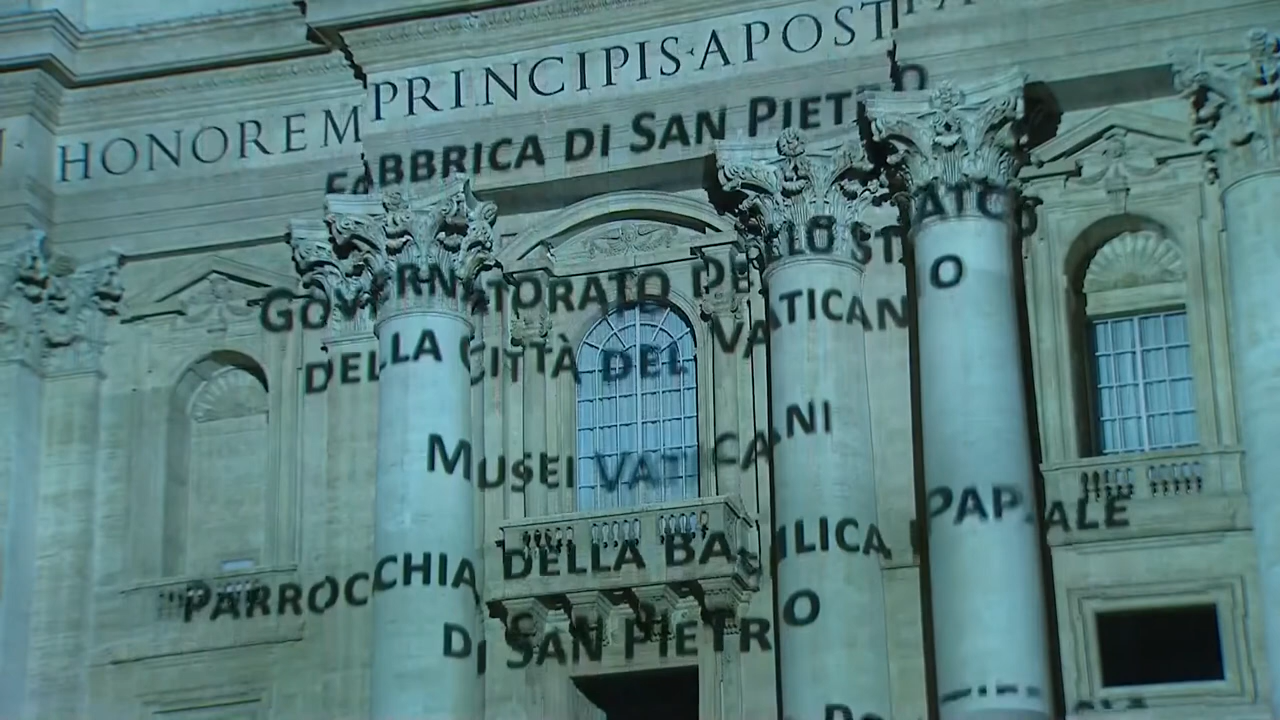 HONOREM PRINCIPIS·APOST
FABBRICA DI SAN PIETRO
GOVERNATORATO DELLO STATO
DELLA CITTÀ DEL VATICANO
MUSEI VATICANI
PARROCCHIA DELLA BASILICA PAPALE
DI SAN PIETRO